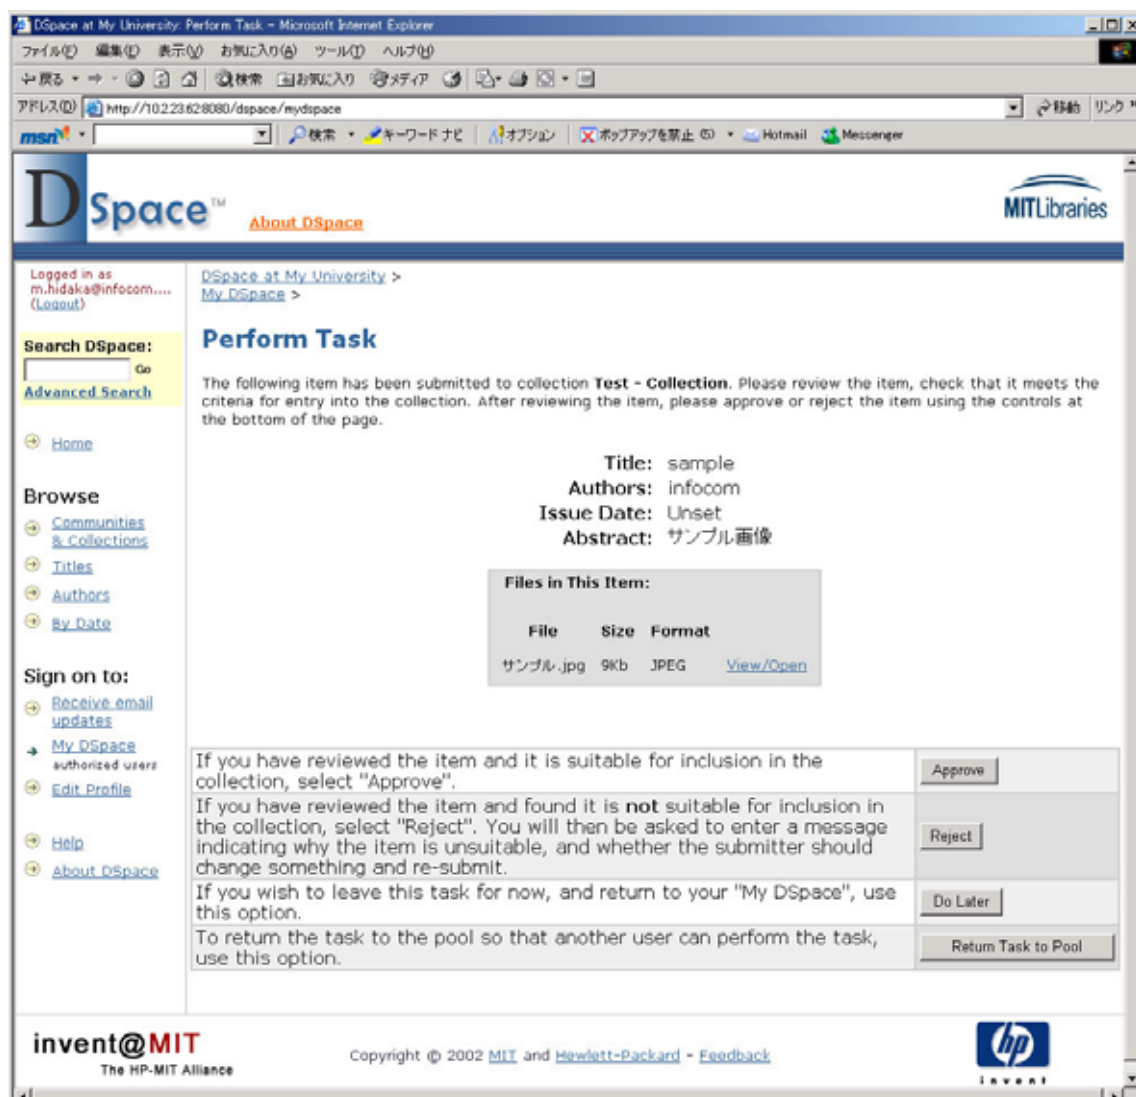 DSpace at My University: Perform Task - Microsoft Internet Explorer
ファイル(F) 編集(E) 表示(V) お気に入り(A) ツール(T) ヘルプ(H)
戻る 検索 お気に入り メディア
アドレス(D) http://10.2.23.62:8080/dspace/mydspace 移動 リンク
msn 検索 キーワード ナビ オプション ポップアップを禁止 Hotmail Messenger
DSpace™ About DSpace MITLibraries
Logged in as
m.hidaka@infocom....
(Logout)
Search DSpace:
Go
Advanced Search
Home
Browse
Communities
& Collections
Titles
Authors
By Date
Sign on to:
Receive email
updates
My DSpace
authorized users
Edit Profile
Help
About DSpace
DSpace at My University >
My DSpace >
Perform Task
The following item has been submitted to collection Test - Collection. Please review the item, check that it meets the
criteria for entry into the collection. After reviewing the item, please approve or reject the item using the controls at
the bottom of the page.
Title: sample
Authors: infocom
Issue Date: Unset
Abstract: サンプル画像
Files in This Item:
File Size Format
サンプル.jpg 9Kb JPEG View/Open
If you have reviewed the item and it is suitable for inclusion in the
collection, select "Approve".
Approve
If you have reviewed the item and found it is not suitable for inclusion in
the collection, select "Reject". You will then be asked to enter a message
indicating why the item is unsuitable, and whether the submitter should
change something and re-submit.
Reject
If you wish to leave this task for now, and return to your "My DSpace", use
this option.
Do Later
To return the task to the pool so that another user can perform the task,
use this option.
Return Task to Pool
invent@MIT
The HP-MIT Alliance
Copyright © 2002 MIT and Hewlett-Packard - Feedback
hp
invent